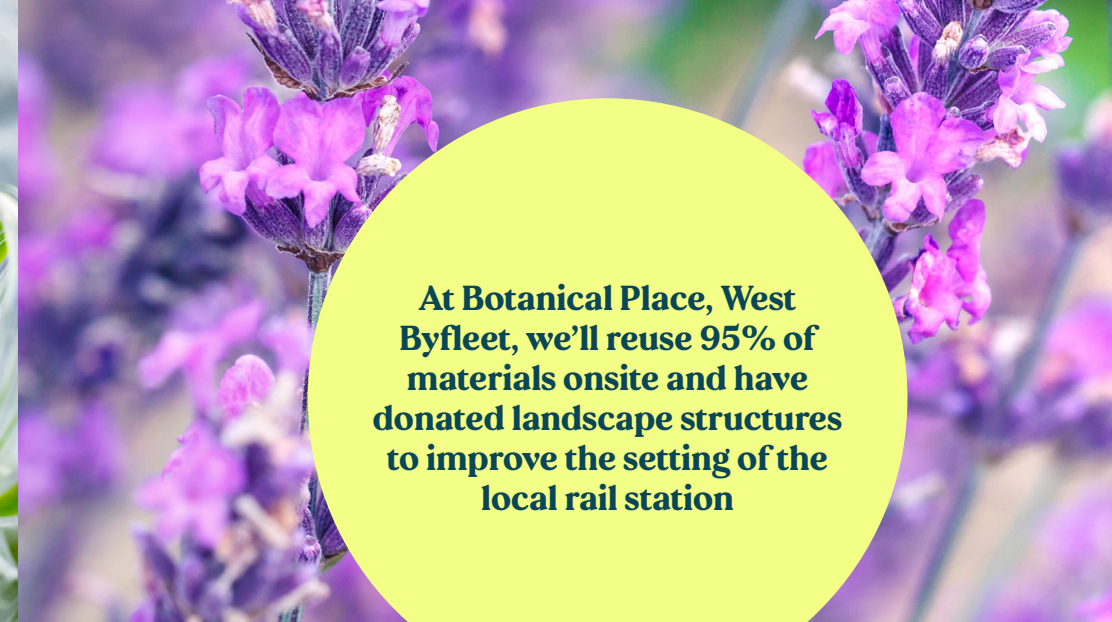 At Botanical Place, West
Byfleet, we’ll reuse 95% of
materials onsite and have
donated landscape structures
to improve the setting of the
local rail station